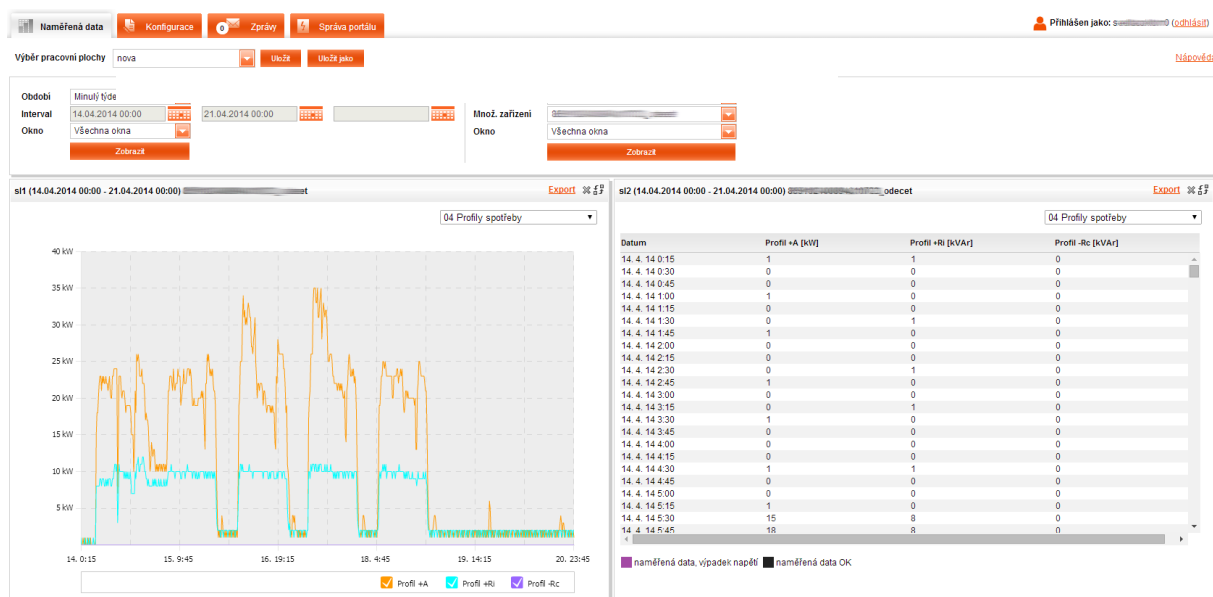 Naměřená data Konfigurace 0 Zprávy Správa portálu Přihlášen jako: (odhlásit)
Výběr pracovní plochy nova Uložit Uložit jako Nápověda
Období Minulý týde
Interval 14.04.2014 00:00 21.04.2014 00:00 Množ. zařízení
Okno Všechna okna Okno Všechna okna
Zobrazit Zobrazit
sl1 (14.04.2014 00:00 - 21.04.2014 00:00) Export
04 Profily spotřeby
40 kW
35 kW
30 kW
25 kW
20 kW
15 kW
10 kW
5 kW
14. 0:15 15. 9:45 16. 19:15 18. 4:45 19. 14:15 20. 23:45
Profil +A Profil +Ri Profil -Rc
sl2 (14.04.2014 00:00 - 21.04.2014 00:00) _odecet Export
04 Profily spotřeby
Datum Profil +A [kW] Profil +Ri [kVAr] Profil -Rc [kVAr]
14. 4. 14 0:15 1 1 0
14. 4. 14 0:30 0 0 0
14. 4. 14 0:45 0 0 0
14. 4. 14 1:00 1 0 0
14. 4. 14 1:15 0 0 0
14. 4. 14 1:30 0 1 0
14. 4. 14 1:45 1 0 0
14. 4. 14 2:00 0 0 0
14. 4. 14 2:15 0 0 0
14. 4. 14 2:30 0 1 0
14. 4. 14 2:45 1 0 0
14. 4. 14 3:00 0 0 0
14. 4. 14 3:15 0 1 0
14. 4. 14 3:30 1 0 0
14. 4. 14 3:45 0 0 0
14. 4. 14 4:00 0 0 0
14. 4. 14 4:15 0 0 0
14. 4. 14 4:30 1 1 0
14. 4. 14 4:45 0 0 0
14. 4. 14 5:00 0 0 0
14. 4. 14 5:15 1 0 0
14. 4. 14 5:30 15 8 0
14. 4. 14 5:45 18 8 0
naměřená data, výpadek napětí naměřená data OK